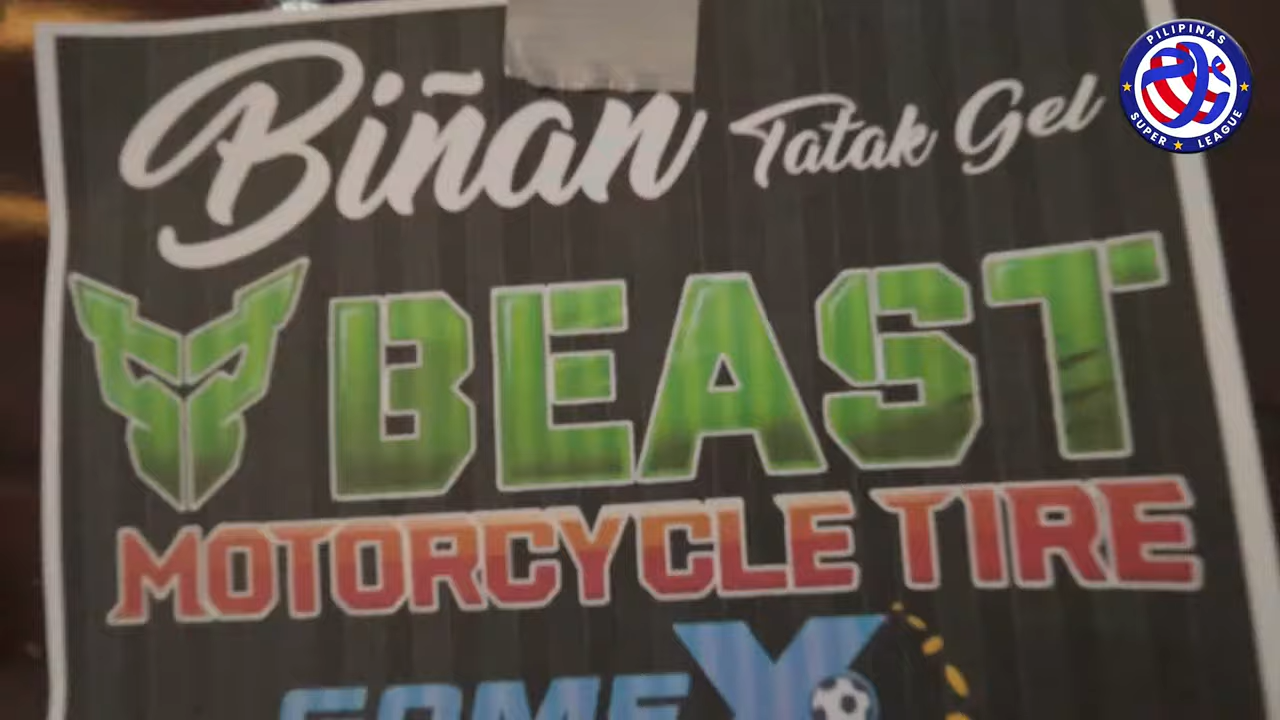 Biñan Tatak Gel
BEAST
MOTORCYCLE TIRE
PILIPINAS
SUPER LEAGUE